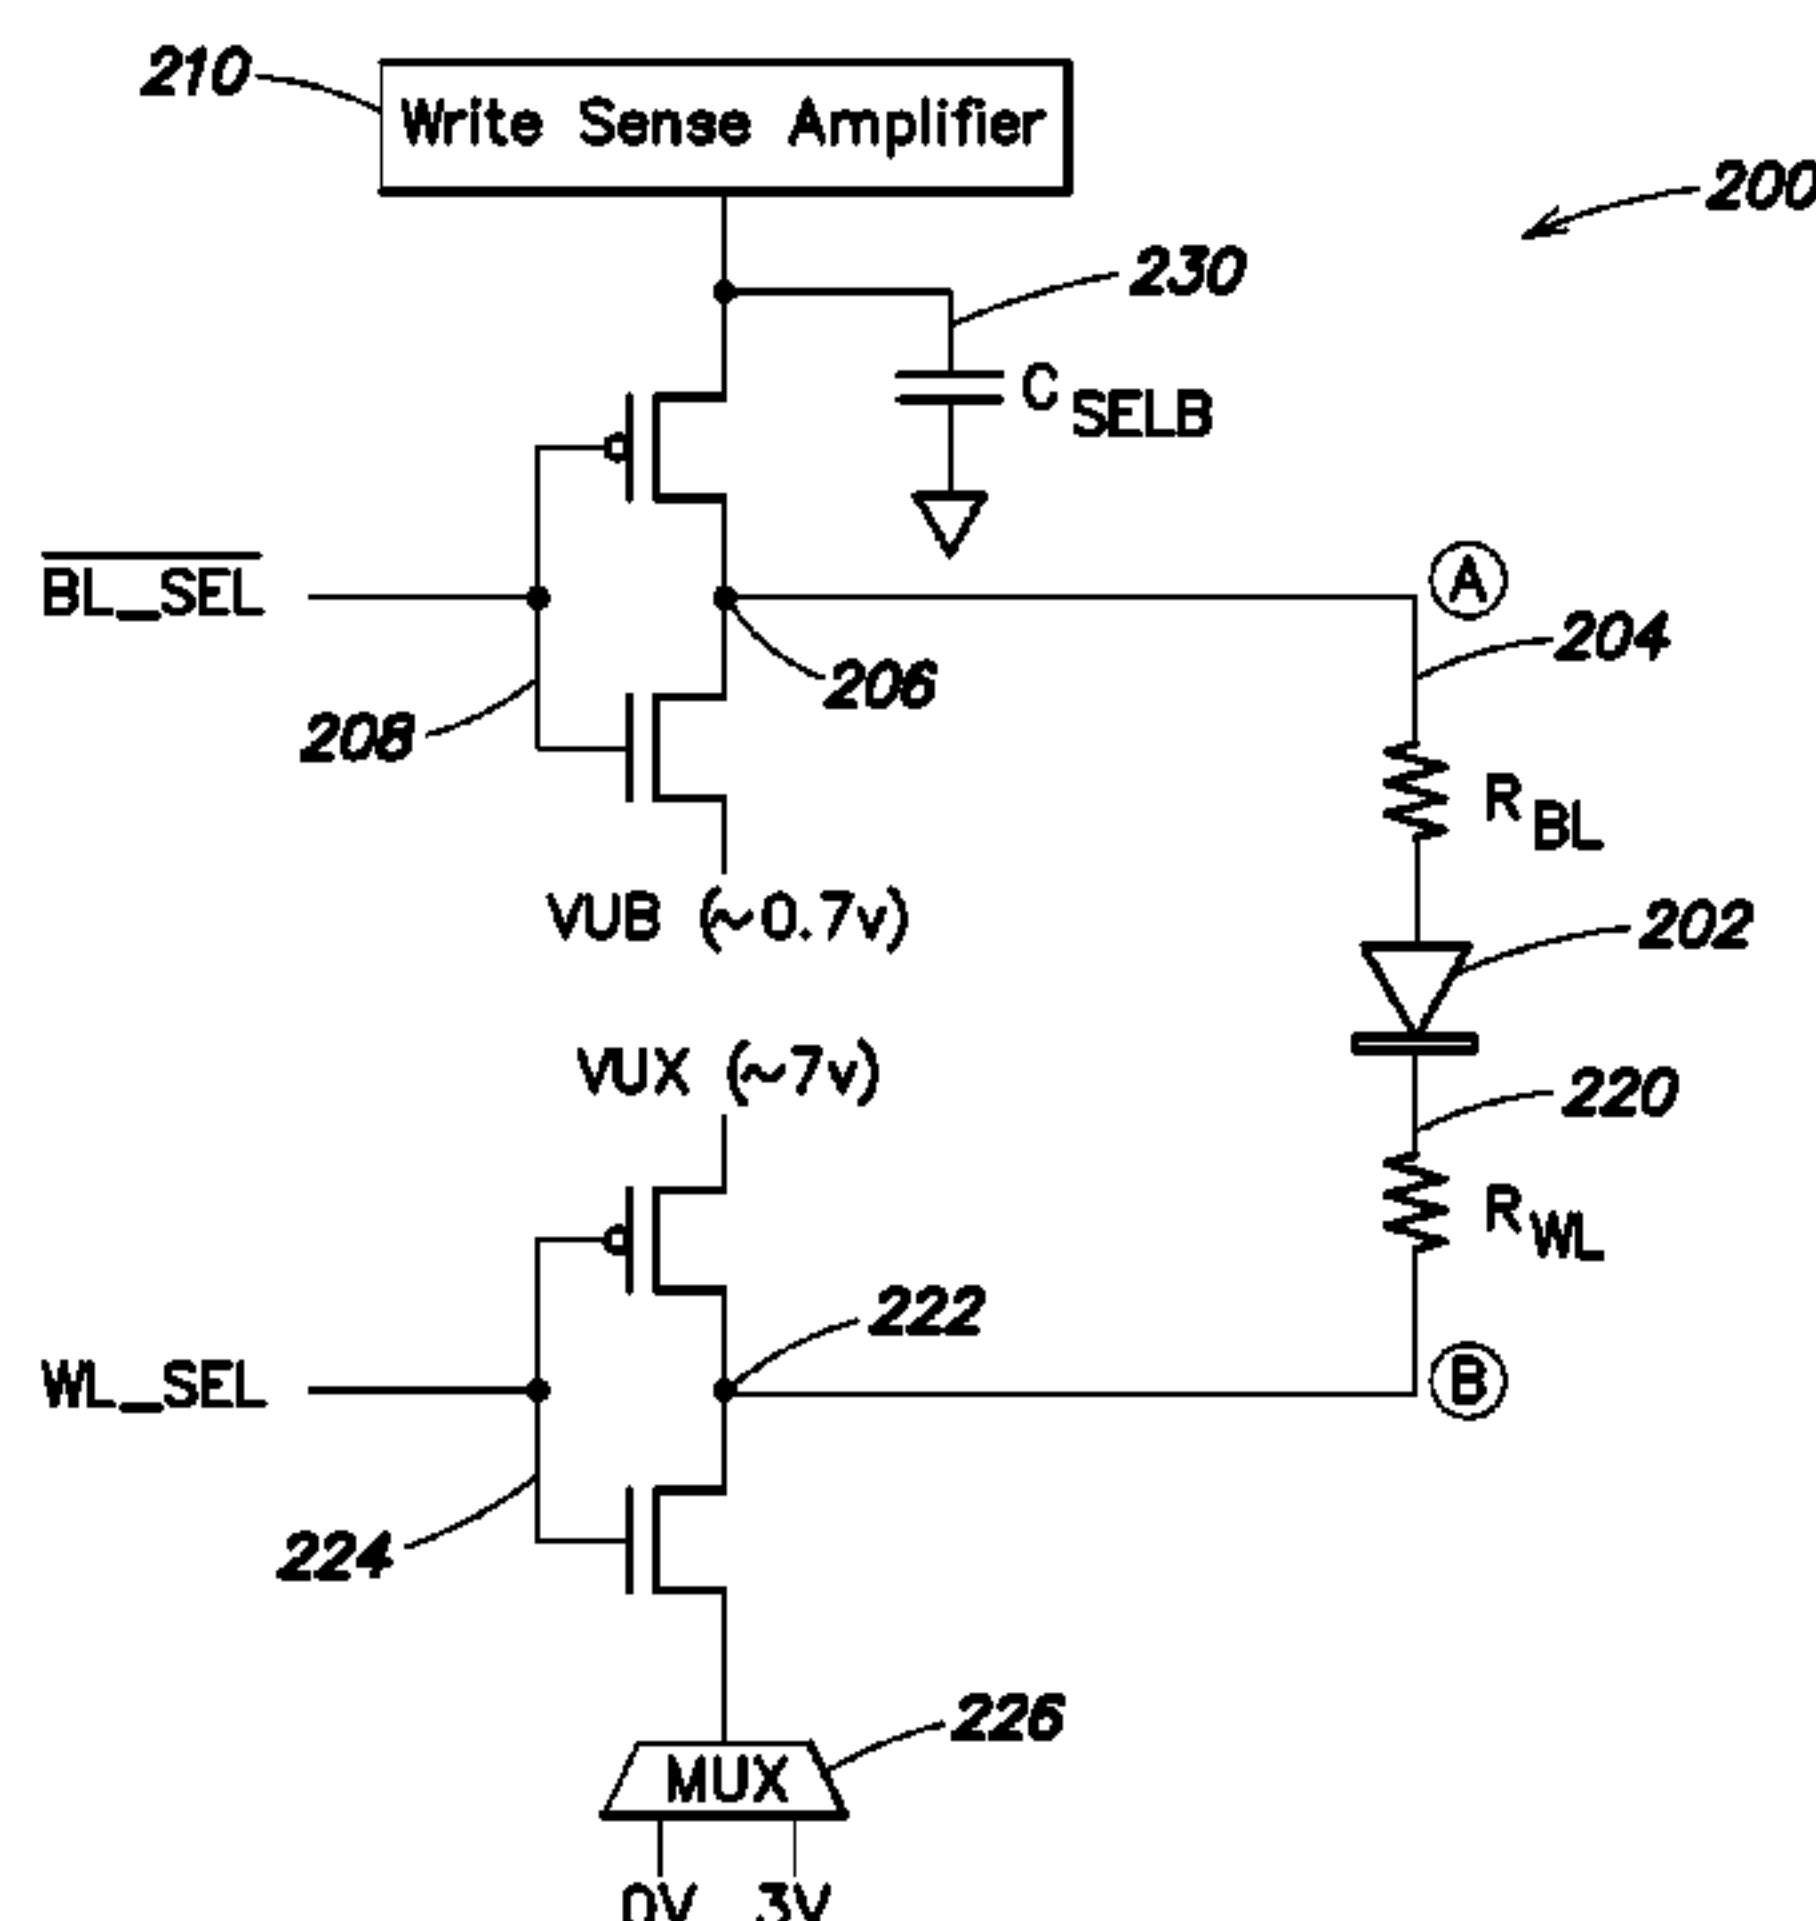 210
Write Sense Amplifier
200
230
C SELB
BL_SEL
A
204
206
208
R BL
VUB (~0.7v)
202
VUX (~7v)
220
R WL
222
WL_SEL
B
224
226
MUX
0V 3V